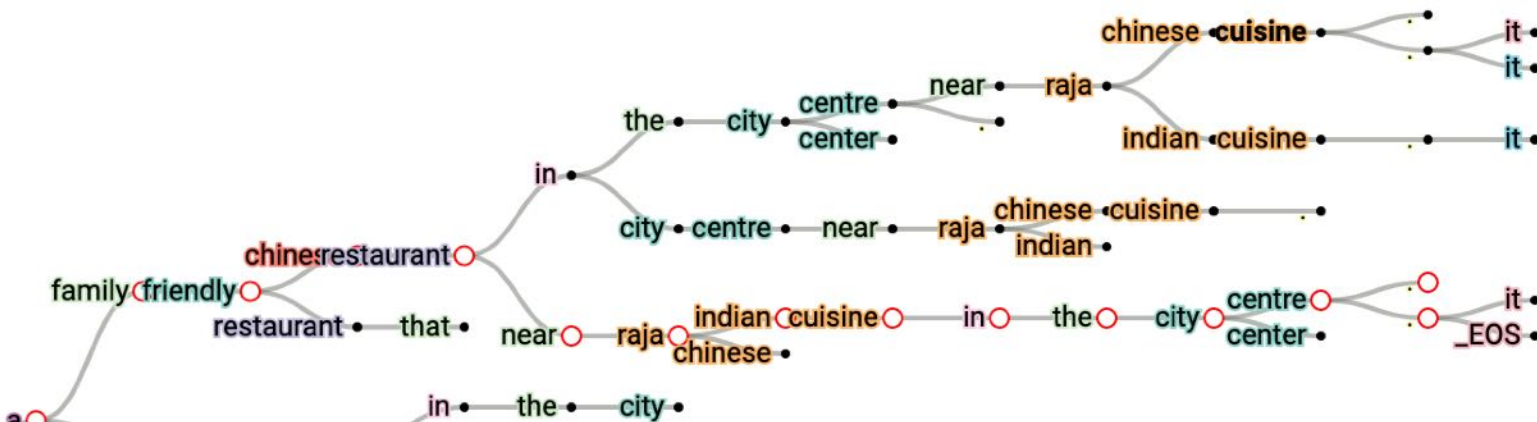 chinese cuisine . it
. it
near raja
the city centre
center .
indian cuisine . it
in
chinese cuisine .
city centre near raja
indian
restaurant
family friendly
restaurant that
indian cuisine in the city centre . it
near raja
chinese
center . _EOS
in the city
a